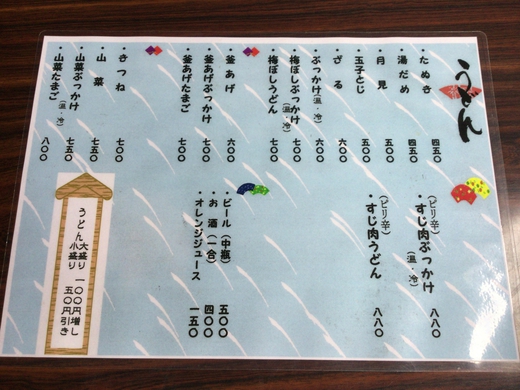 うどん
・たぬき 四五〇
・湯だめ 四五〇
・月見 五五〇
・玉子とじ 五五〇
・ざる 六〇〇
・ぶっかけ(温・冷) 六〇〇
・梅ぼしぶっかけ 七〇〇
・梅ぼしうどん 七〇〇
・釜あげ 六〇〇
・釜あげぶっかけ 七〇〇
・釜あげたまご 七〇〇
・きつね 七〇〇
・山菜 七五〇
・山菜ぶっかけ(温・冷) 七五〇
・山菜たまご 八〇〇
(ピリ辛)
・すじ肉ぶっかけ(温・冷) 八八〇
(ピリ辛)
・すじ肉うどん 八八〇
・ビール(中瓶) 五〇〇
・お酒(一合) 四〇〇
・オレンジジュース 一五〇
うどん大盛り 一〇〇円増し
小盛り 五〇円引き